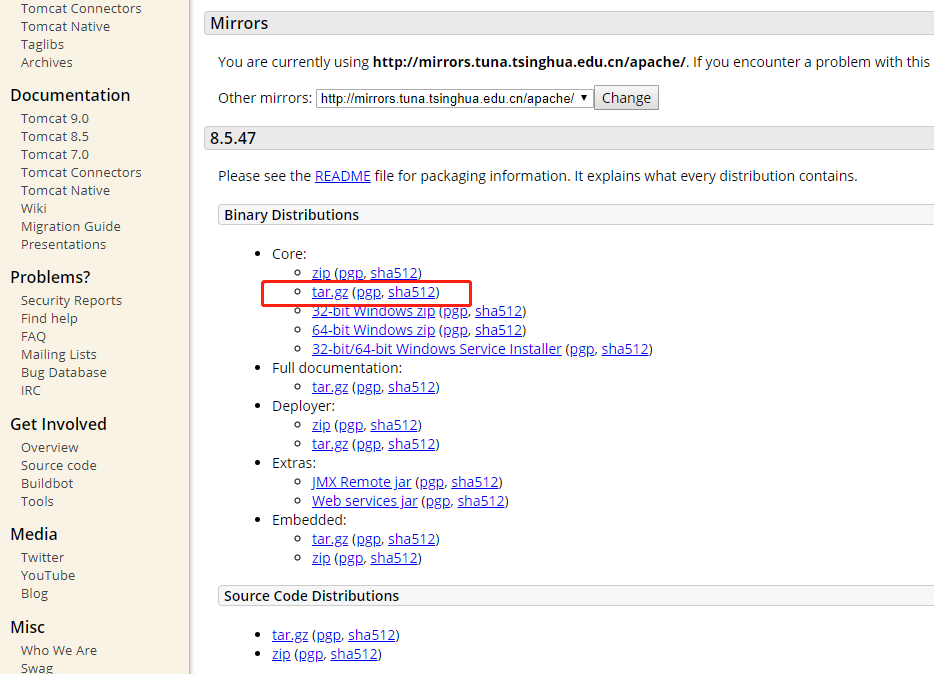 Tomcat Connectors
Tomcat Native
Taglibs
Archives
Documentation
Tomcat 9.0
Tomcat 8.5
Tomcat 7.0
Tomcat Connectors
Tomcat Native
Wiki
Migration Guide
Presentations
Problems?
Security Reports
Find help
FAQ
Mailing Lists
Bug Database
IRC
Get Involved
Overview
Source code
Buildbot
Tools
Media
Twitter
YouTube
Blog
Misc
Who We Are
Swag
Mirrors
You are currently using http://mirrors.tuna.tsinghua.edu.cn/apache/. If you encounter a problem with this
Other mirrors: http://mirrors.tuna.tsinghua.edu.cn/apache/ Change
8.5.47
Please see the README file for packaging information. It explains what every distribution contains.
Binary Distributions
Core:
zip (pgp, sha512)
tar.gz (pgp, sha512)
32-bit Windows zip (pgp, sha512)
64-bit Windows zip (pgp, sha512)
32-bit/64-bit Windows Service Installer (pgp, sha512)
Full documentation:
tar.gz (pgp, sha512)
Deployer:
zip (pgp, sha512)
tar.gz (pgp, sha512)
Extras:
JMX Remote jar (pgp, sha512)
Web services jar (pgp, sha512)
Embedded:
tar.gz (pgp, sha512)
zip (pgp, sha512)
Source Code Distributions
tar.gz (pgp, sha512)
zip (pgp, sha512)